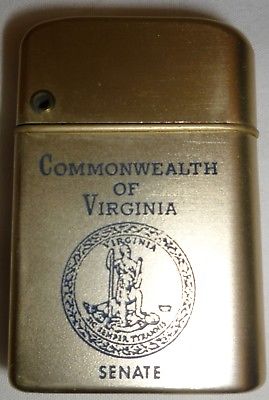 COMMONWEALTH
OF
VIRGINIA
VIRGINIA
SIC SEMPER TYRANNIS
SENATE